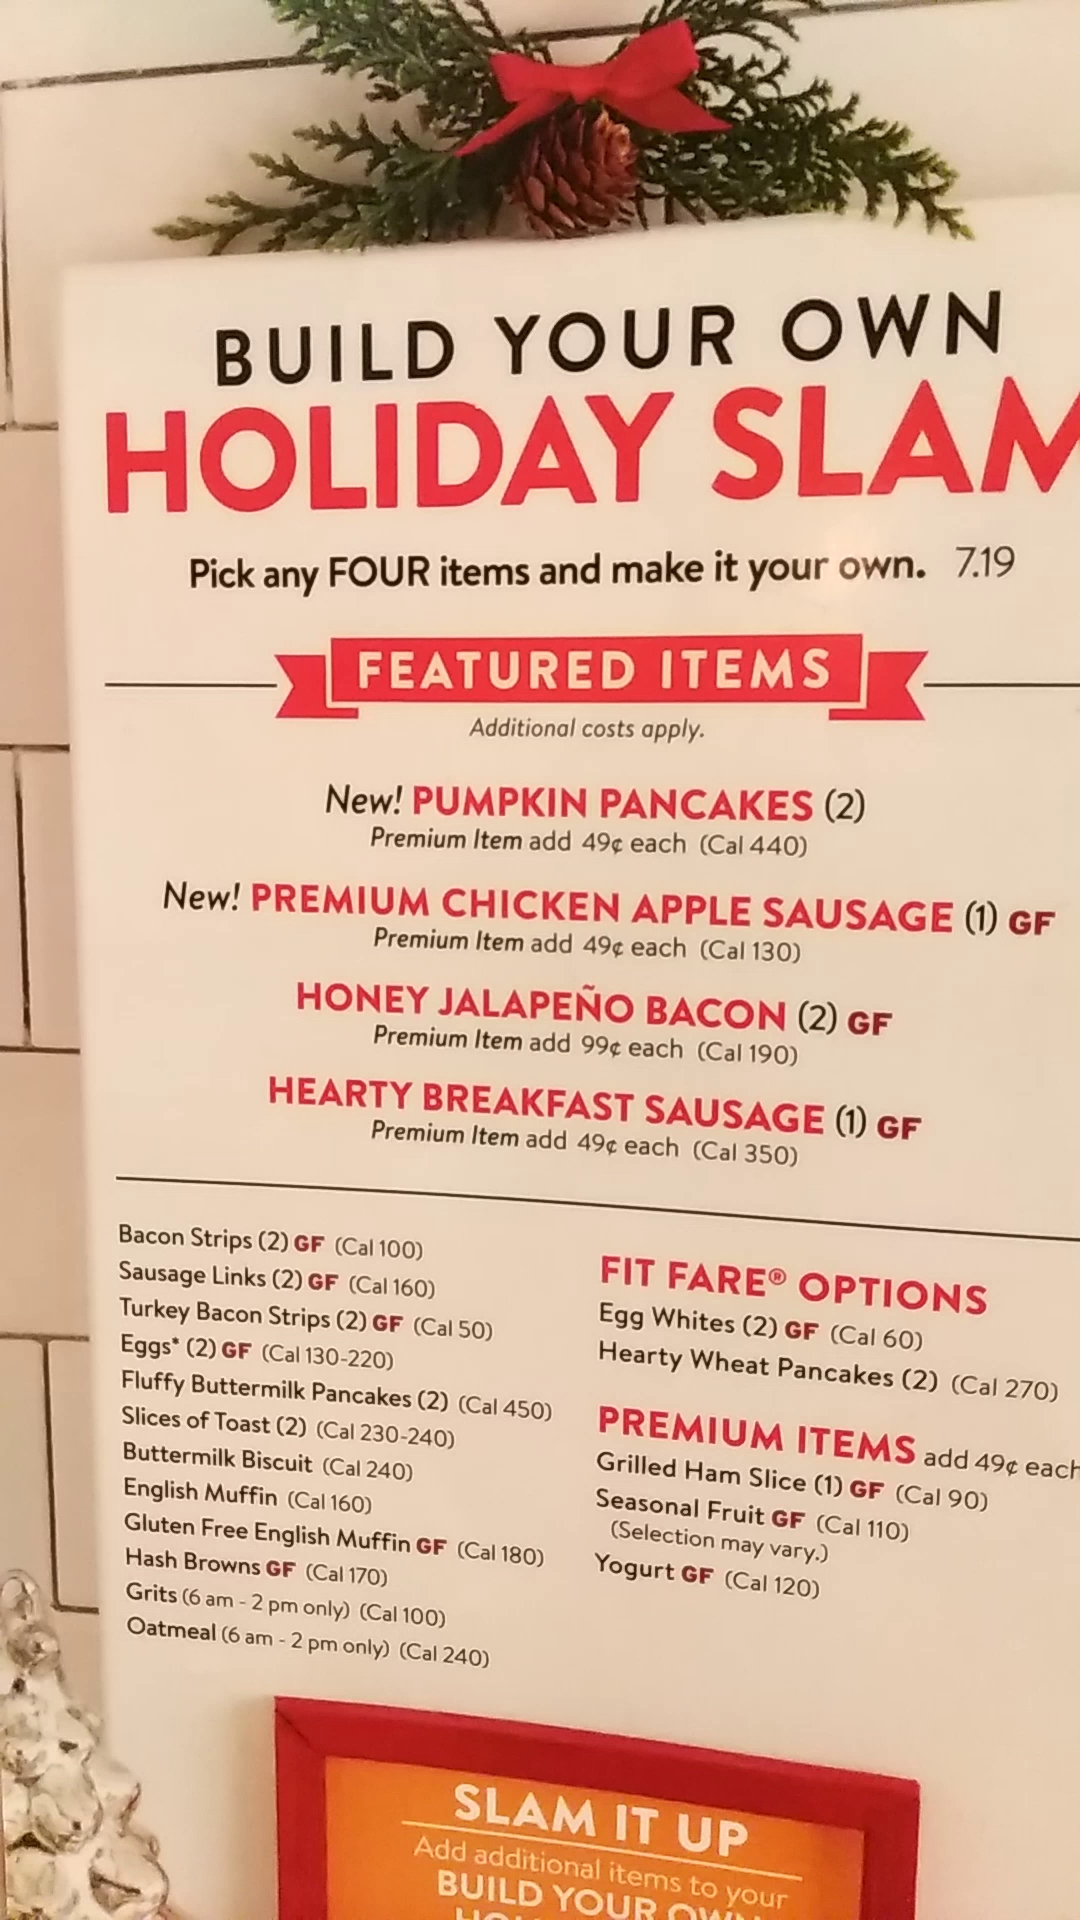 BUILD YOUR OWN
HOLIDAY SLAM
Pick any FOUR items and make it your own. 7.19
FEATURED ITEMS
Additional costs apply.
New! PUMPKIN PANCAKES (2)
Premium Item add 49¢ each (Cal 440)
New! PREMIUM CHICKEN APPLE SAUSAGE (1) GF
Premium Item add 49¢ each (Cal 130)
HONEY JALAPEÑO BACON (2) GF
Premium Item add 99¢ each (Cal 190)
HEARTY BREAKFAST SAUSAGE (1) GF
Premium Item add 49¢ each (Cal 350)
Bacon Strips (2) GF (Cal 100)
Sausage Links (2) GF (Cal 160)
Turkey Bacon Strips (2) GF (Cal 50)
Eggs* (2) GF (Cal 130-220)
Fluffy Buttermilk Pancakes (2) (Cal 450)
Slices of Toast (2) (Cal 230-240)
Buttermilk Biscuit (Cal 240)
English Muffin (Cal 160)
Gluten Free English Muffin GF (Cal 180)
Hash Browns GF (Cal 170)
Grits (6 am - 2 pm only) (Cal 100)
Oatmeal (6 am - 2 pm only) (Cal 240)
FIT FARE® OPTIONS
Egg Whites (2) GF (Cal 60)
Hearty Wheat Pancakes (2) (Cal 270)
PREMIUM ITEMS add 49¢ each
Grilled Ham Slice (1) GF (Cal 90)
Seasonal Fruit GF (Cal 110)
(Selection may vary.)
Yogurt GF (Cal 120)
SLAM IT UP
Add additional items to your
BUILD YOUR OWN